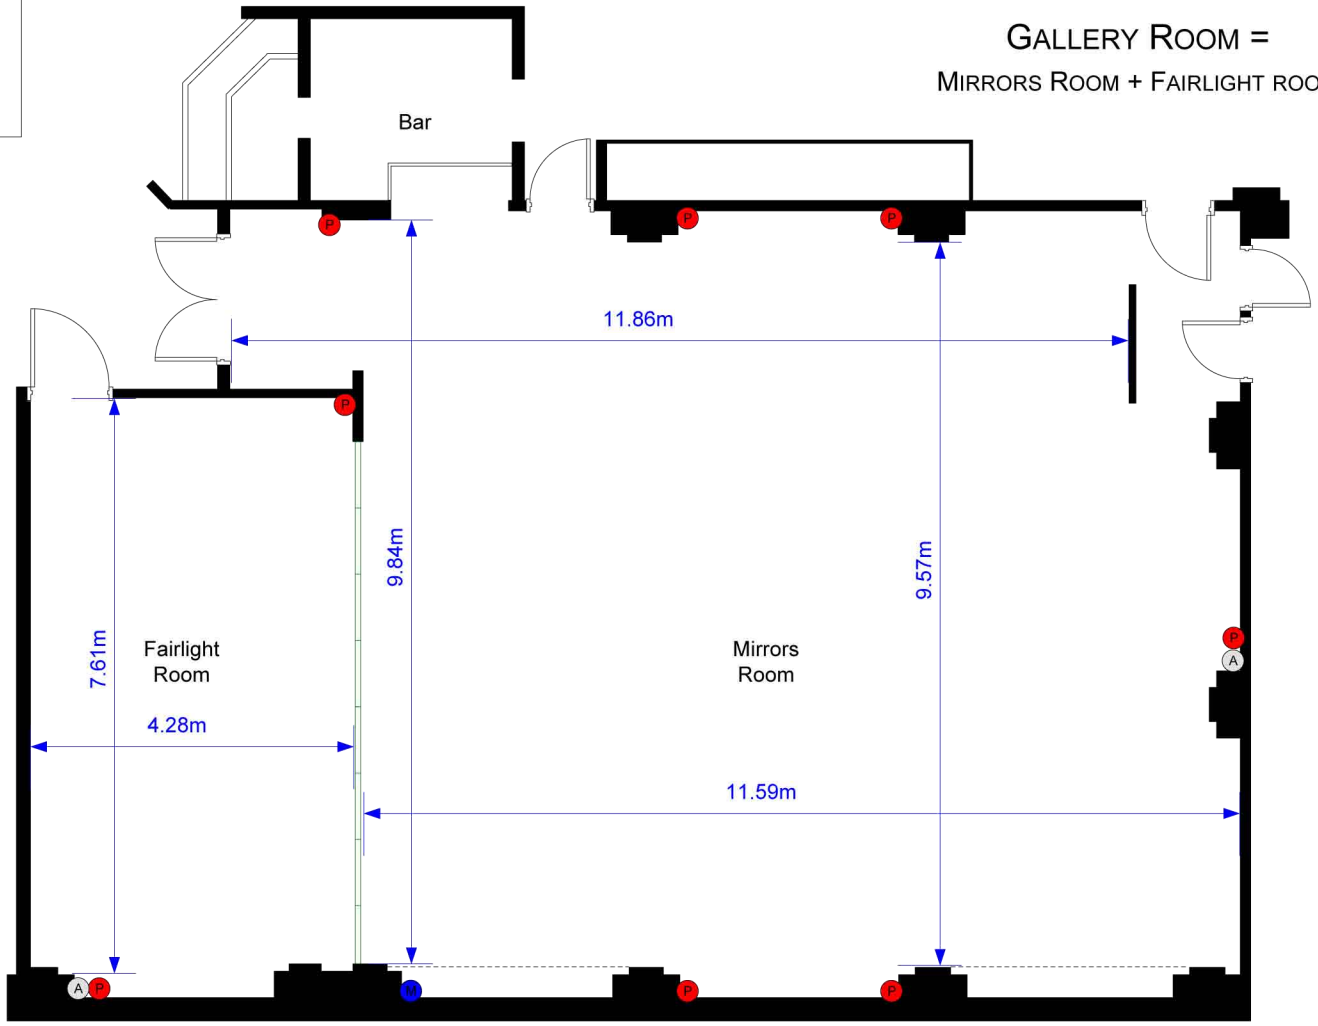 GALLERY ROOM =
MIRRORS ROOM + FAIRLIGHT ROO
Bar
P
P
P
11.86m
P
9.84m
9.57m
7.61m
Fairlight
Room
Mirrors
Room
P
A
4.28m
11.59m
A
P
M
P
P